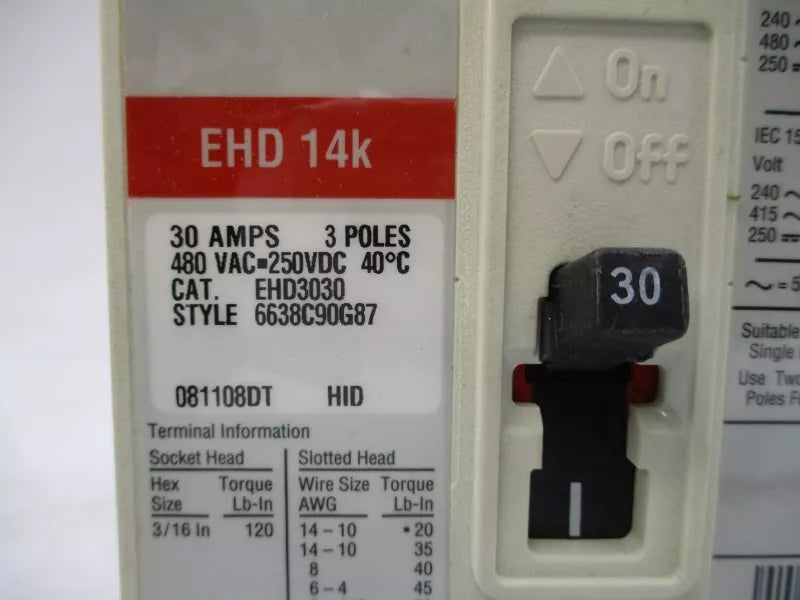 EHD 14k
30 AMPS 3 POLES
480 VAC=250VDC 40°C
CAT. EHD3030
STYLE 6638C90G87
081108DT HID
Terminal Information
Socket Head
Hex Torque
Size Lb-In
3/16 In 120
Slotted Head
Wire Size Torque
AWG Lb-In
14 – 10 • 20
14 – 10 35
8 40
6 – 4 45
△ On
▽ Off
30
240 ~
480 ~
250 ⎓
IEC 15
Volt
240 ~
415 ~
250 ⎓
~ = 5
Suitable
Single
Use Two
Poles F